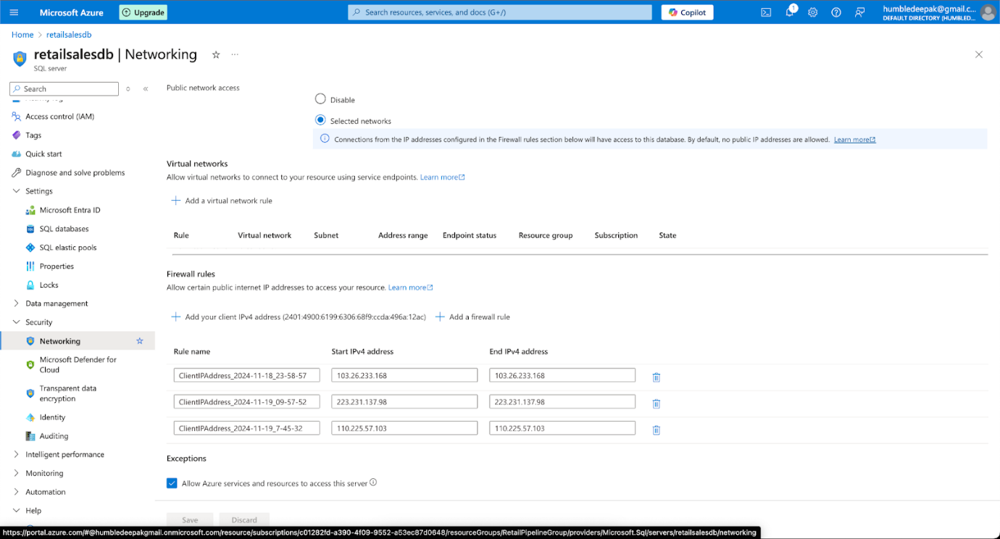 Microsoft Azure
Upgrade
Search resources, services, and docs (G+/)
Copilot
1
humbledeepak@gmail.c...
DEFAULT DIRECTORY (HUMBLED...
Home > retailsalesdb
retailsalesdb | Networking
SQL server
Search
Access control (IAM)
Tags
Quick start
Diagnose and solve problems
Settings
Microsoft Entra ID
SQL databases
SQL elastic pools
Properties
Locks
Data management
Security
Networking
Microsoft Defender for
Cloud
Transparent data
encryption
Identity
Auditing
Intelligent performance
Monitoring
Automation
Help
Public network access
Disable
Selected networks
Connections from the IP addresses configured in the Firewall rules section below will have access to this database. By default, no public IP addresses are allowed. Learn more
Virtual networks
Allow virtual networks to connect to your resource using service endpoints. Learn more
+ Add a virtual network rule
Rule Virtual network Subnet Address range Endpoint status Resource group Subscription State
Firewall rules
Allow certain public internet IP addresses to access your resource. Learn more
+ Add your client IPv4 address (2401:4900:6199:6306:68f9:ccda:496a:12ac) + Add a firewall rule
Rule name Start IPv4 address End IPv4 address
ClientIPAddress_2024-11-18_23-58-57 103.26.233.168 103.26.233.168
ClientIPAddress_2024-11-19_09-57-52 223.231.137.98 223.231.137.98
ClientIPAddress_2024-11-19_7-45-32 110.225.57.103 110.225.57.103
Exceptions
Allow Azure services and resources to access this server
Save Discard
https://portal.azure.com/#@humbledeepakgmail.onmicrosoft.com/resource/subscriptions/c01282fd-a390-4f09-9552-a53ec87d0648/resourceGroups/RetailPipelineGroup/providers/Microsoft.Sql/servers/retailsalesdb/networking